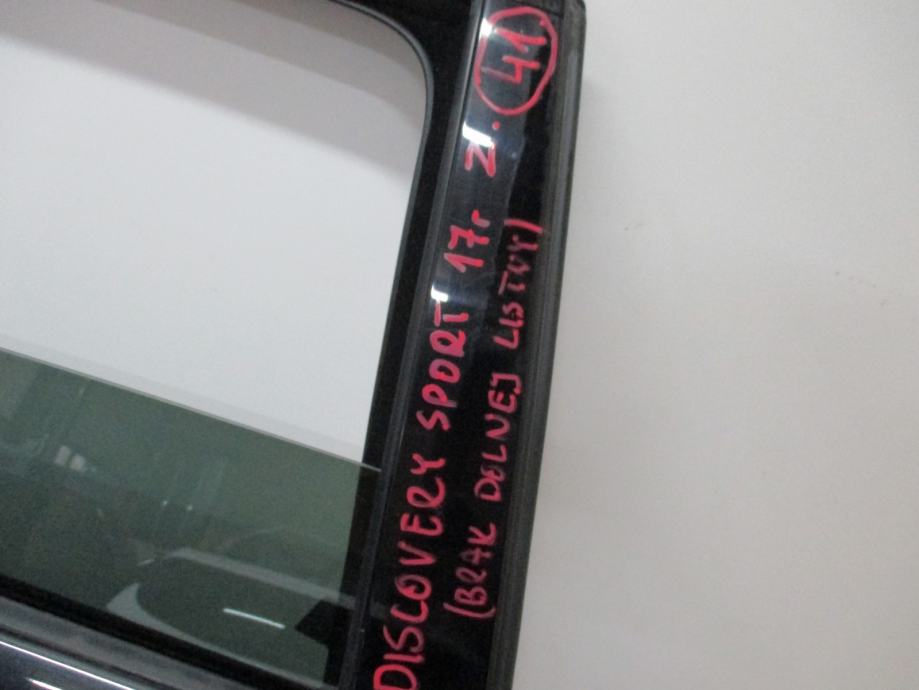 DISCOVERY SPORT 17r Z. 41
(BRAK DOLNEJ LISTWY)